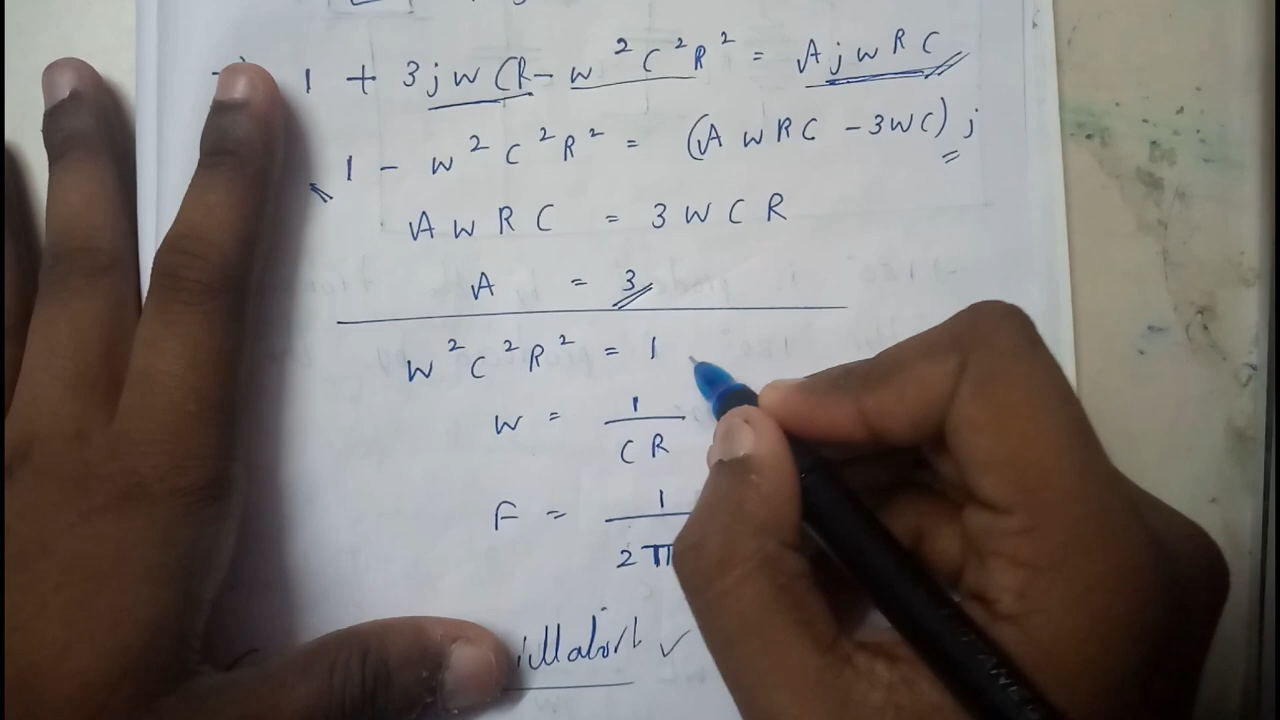 1 + 3jwCR - w²C²R² = AjwRC
1 - w²C²R² = (AwRC - 3WC)j
AWRC = 3WCR
A = 3
W²C²R² = 1
W = 1/CR
F = 1/2π